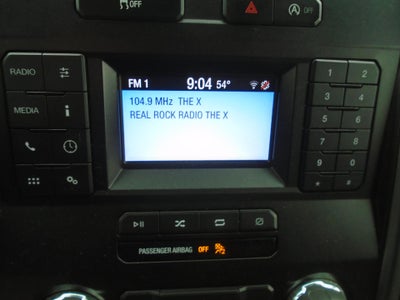 OFF
A OFF
RADIO
MEDIA
FM 1 9:04 54°
104.9 MHz THE X
REAL ROCK RADIO THE X
1 2
3 4
5 6
7 8
9 0
* #
PASSENGER AIRBAG OFF